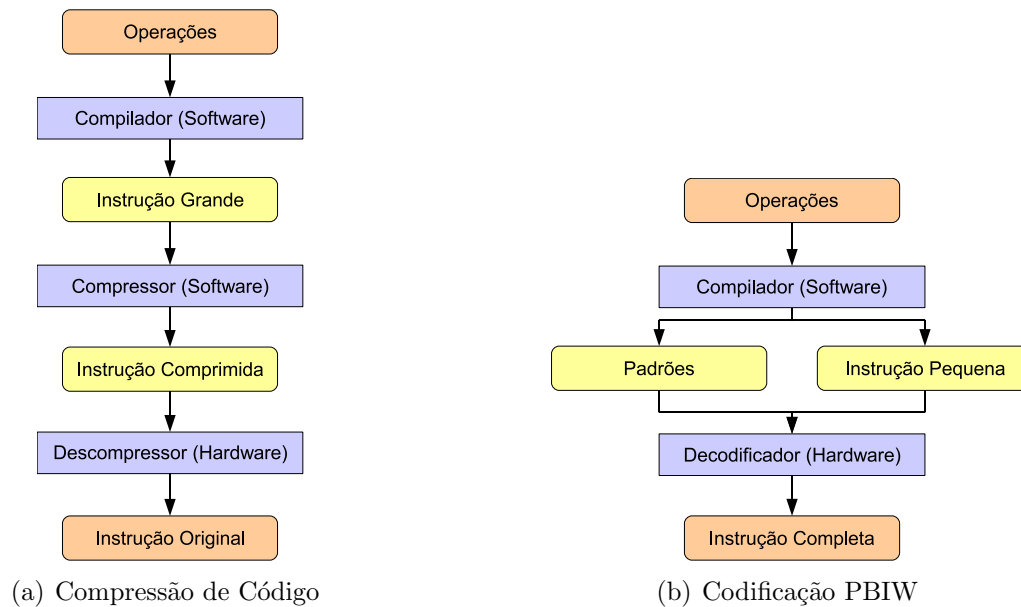 Operações
Compilador (Software)
Instrução Grande
Compressor (Software)
Instrução Comprimida
Descompressor (Hardware)
Instrução Original
(a) Compressão de Código
Operações
Compilador (Software)
Padrões
Instrução Pequena
Decodificador (Hardware)
Instrução Completa
(b) Codificação PBIW